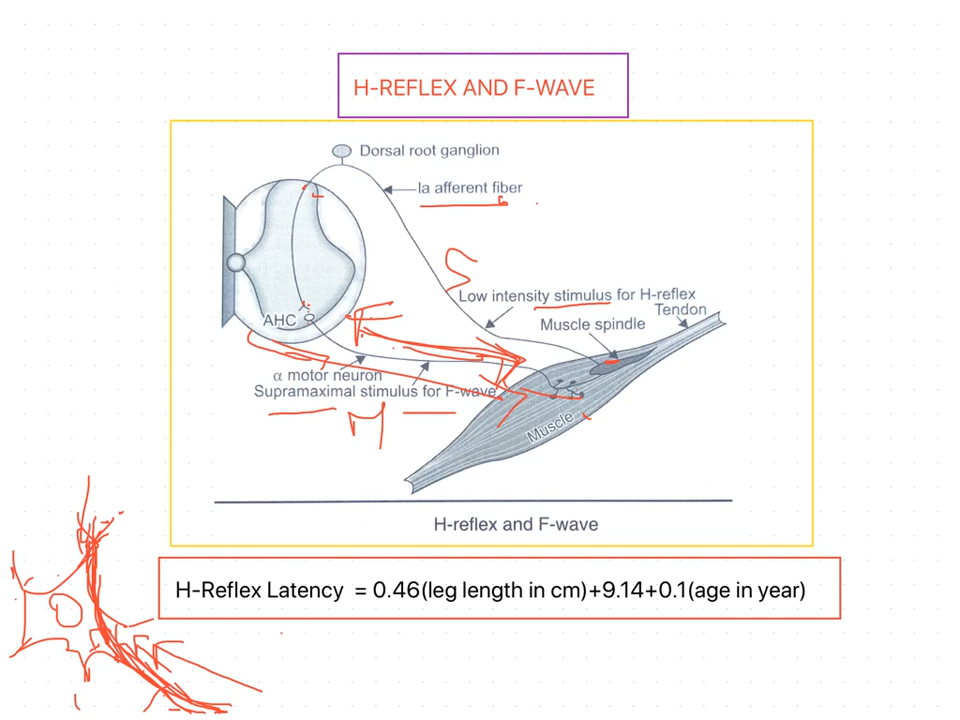 H-REFLEX AND F-WAVE
Dorsal root ganglion
Ia afferent fiber
S
Low intensity stimulus for H-reflex
Tendon
Muscle spindle
AHC
F
α motor neuron
Supramaximal stimulus for F-wave
M
Muscle
H-reflex and F-wave
H-Reflex Latency = 0.46(leg length in cm)+9.14+0.1(age in year)